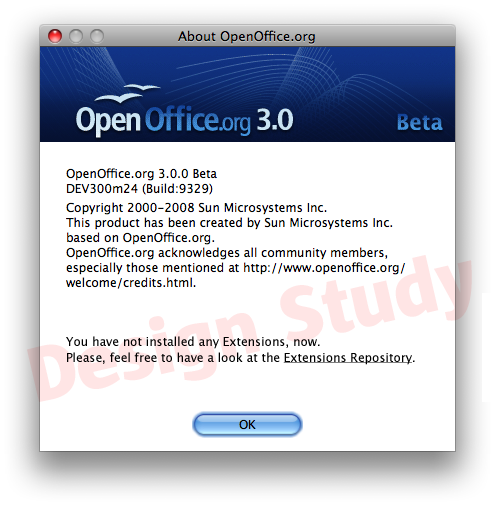 About OpenOffice.org
OpenOffice.org 3.0
Beta
OpenOffice.org 3.0.0 Beta
DEV300m24 (Build:9329)
Copyright 2000-2008 Sun Microsystems Inc.
This product has been created by Sun Microsystems Inc.
based on OpenOffice.org.
OpenOffice.org acknowledges all community members,
especially those mentioned at http://www.openoffice.org/
welcome/credits.html.
Design Study
You have not installed any Extensions, now.
Please, feel free to have a look at the Extensions Repository.
OK